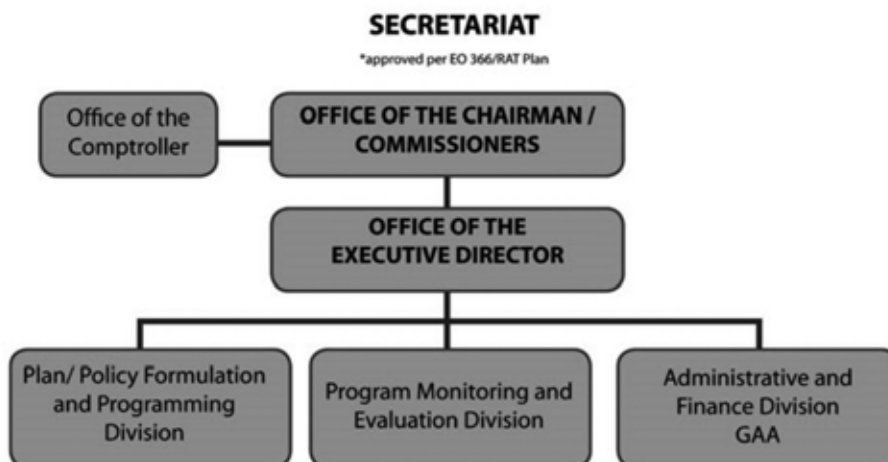 SECRETARIAT
*approved per EO 366/RAT Plan
Office of the
Comptroller
OFFICE OF THE CHAIRMAN /
COMMISSIONERS
OFFICE OF THE
EXECUTIVE DIRECTOR
Plan/ Policy Formulation
and Programming
Division
Program Monitoring and
Evaluation Division
Administrative and
Finance Division
GAA